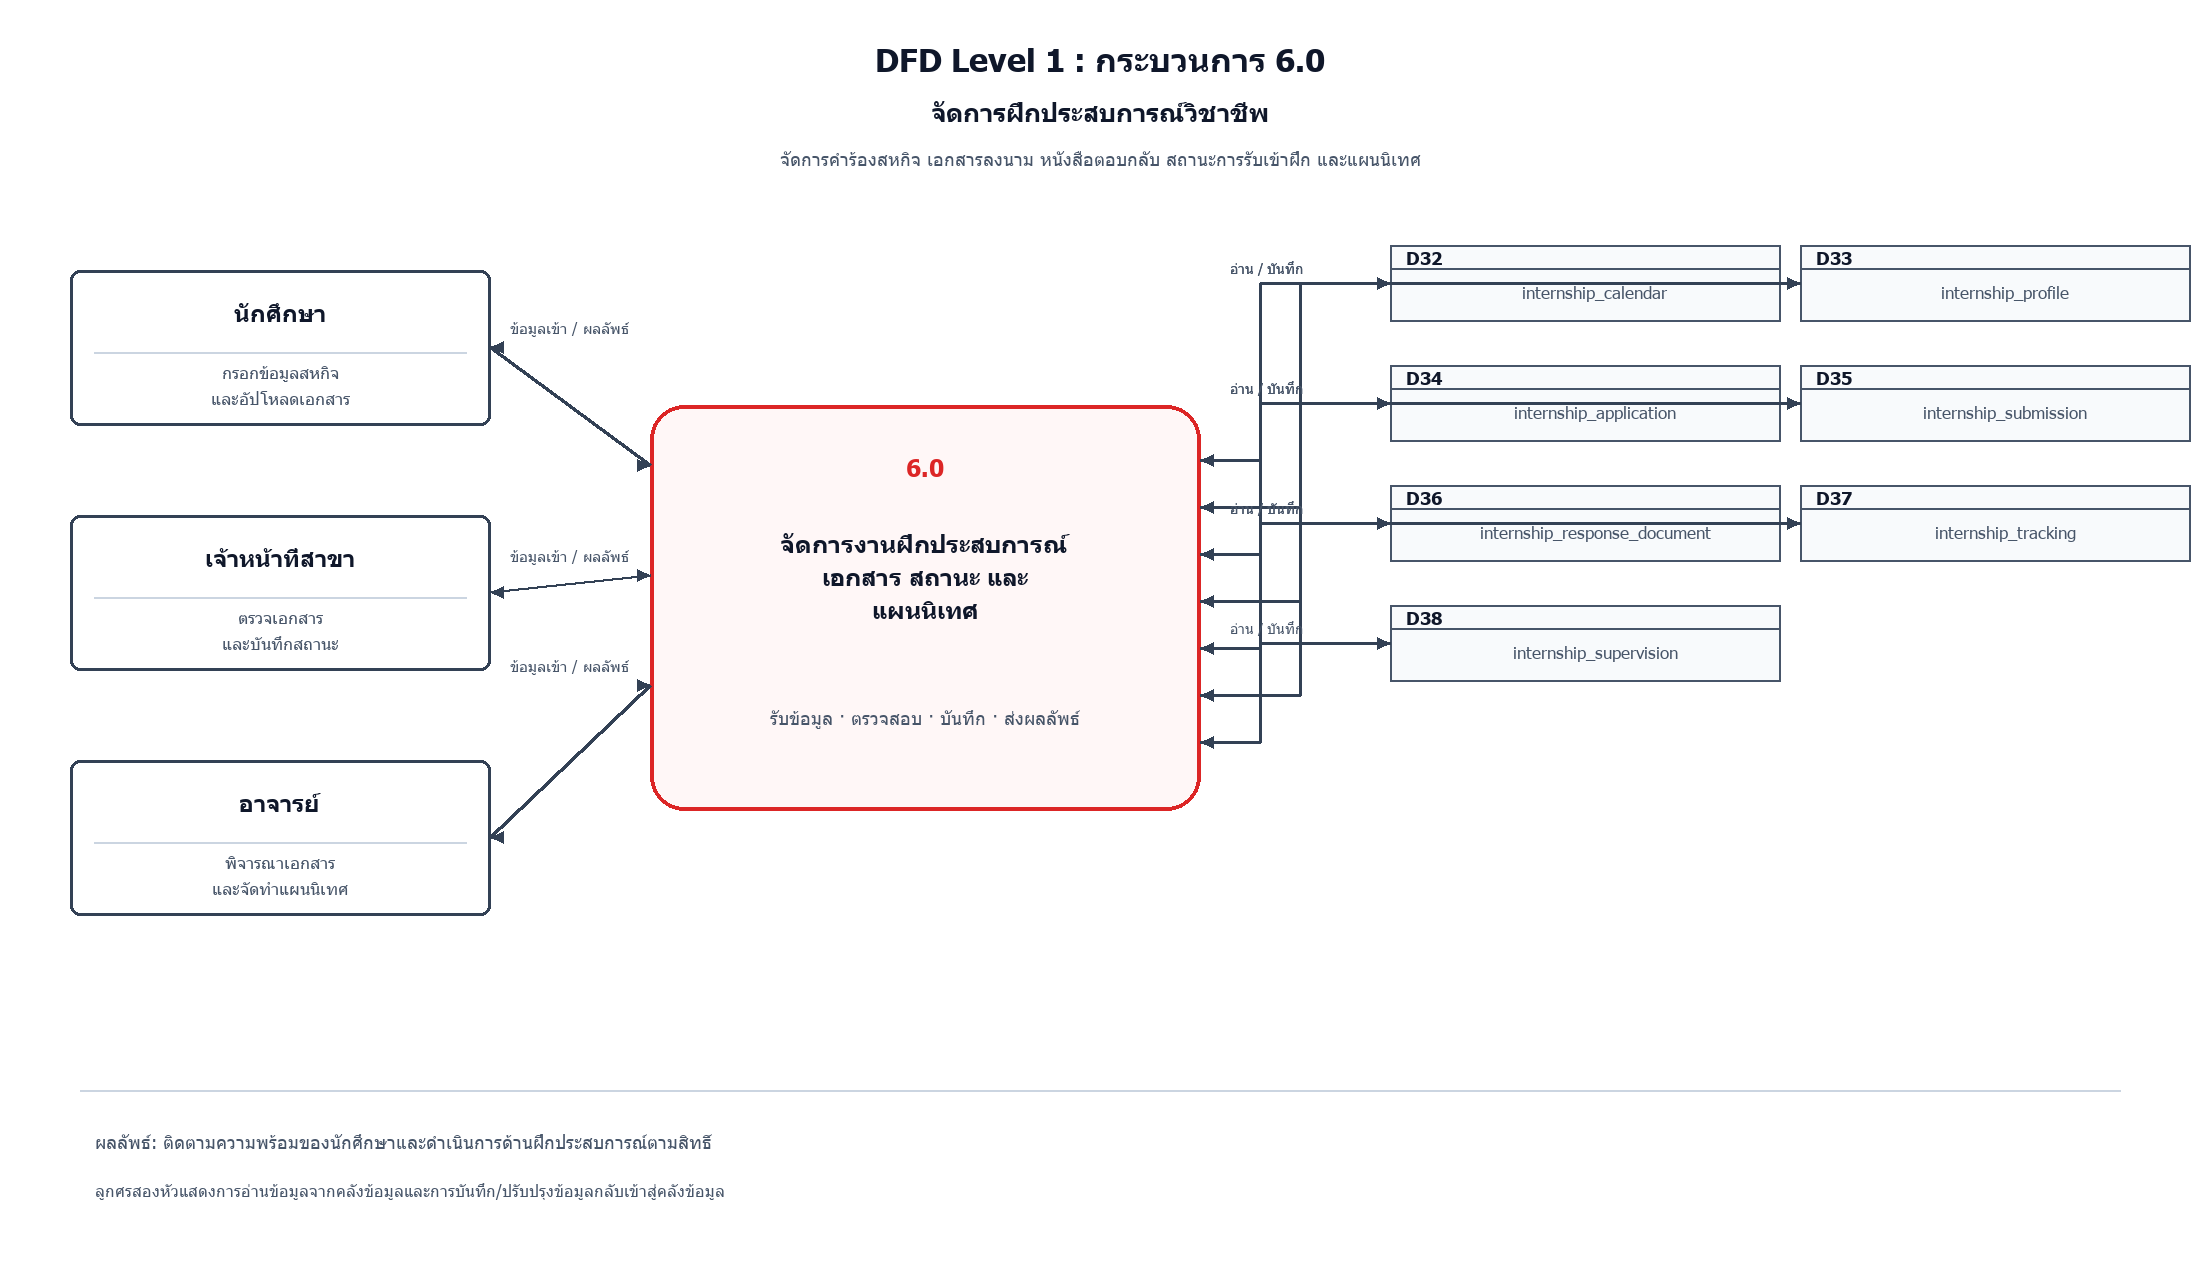 DFD Level 1 : กระบวนการ 6.0
จัดการฝึกประสบการณ์วิชาชีพ
จัดการคำร้องสหกิจ เอกสารลงนาม หนังสือตอบกลับ สถานะการรับเข้าฝึก และแผนนิเทศ
นักศึกษา
กรอกข้อมูลสหกิจ
และอัปโหลดเอกสาร
ข้อมูลเข้า / ผลลัพธ์
เจ้าหน้าที่สาขา
ตรวจเอกสาร
และบันทึกสถานะ
ข้อมูลเข้า / ผลลัพธ์
อาจารย์
พิจารณาเอกสาร
และจัดทำแผนนิเทศ
ข้อมูลเข้า / ผลลัพธ์
6.0
จัดการงานฝึกประสบการณ์
เอกสาร สถานะ และ
แผนนิเทศ
รับข้อมูล · ตรวจสอบ · บันทึก · ส่งผลลัพธ์
อ่าน / บันทึก
D32
internship_calendar
D33
internship_profile
อ่าน / บันทึก
D34
internship_application
D35
internship_submission
อ่าน / บันทึก
D36
internship_response_document
D37
internship_tracking
อ่าน / บันทึก
D38
internship_supervision
ผลลัพธ์: ติดตามความพร้อมของนักศึกษาและดำเนินการด้านฝึกประสบการณ์ตามสิทธิ์
ลูกศรสองหัวแสดงการอ่านข้อมูลจากคลังข้อมูลและการบันทึก/ปรับปรุงข้อมูลกลับเข้าสู่คลังข้อมูล